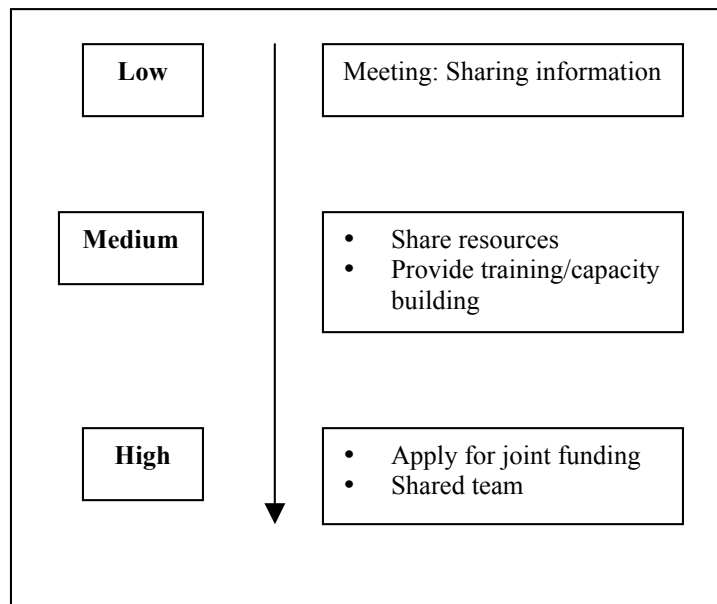 Low
Meeting: Sharing information
Medium
• Share resources
• Provide training/capacity
building
High
• Apply for joint funding
• Shared team